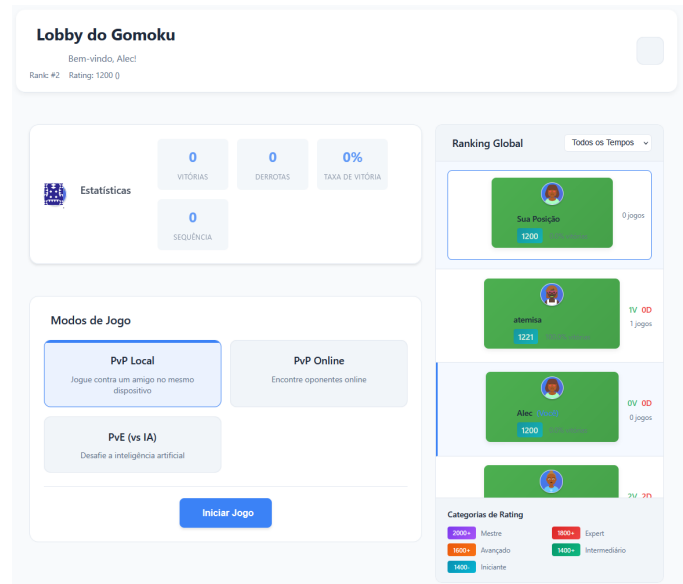 Lobby do Gomoku
Bem-vindo, Alec!
Rank: #2 Rating: 1200 ()
Estatísticas
0
VITÓRIAS
0
DERROTAS
0%
TAXA DE VITÓRIA
0
SEQUÊNCIA
Modos de Jogo
PvP Local
Jogue contra um amigo no mesmo
dispositivo
PvP Online
Encontre oponentes online
PvE (vs IA)
Desafie a inteligência artificial
Iniciar Jogo
Ranking Global
Todos os Tempos
Sua Posição
1200
0 jogos
atemisa
1221
1V 0D
1 jogos
Alec
1200
0V 0D
0 jogos
2V 2D
Categorias de Rating
2000+ Mestre
1800+ Expert
1600+ Avançado
1400+ Intermediário
1400- Iniciante